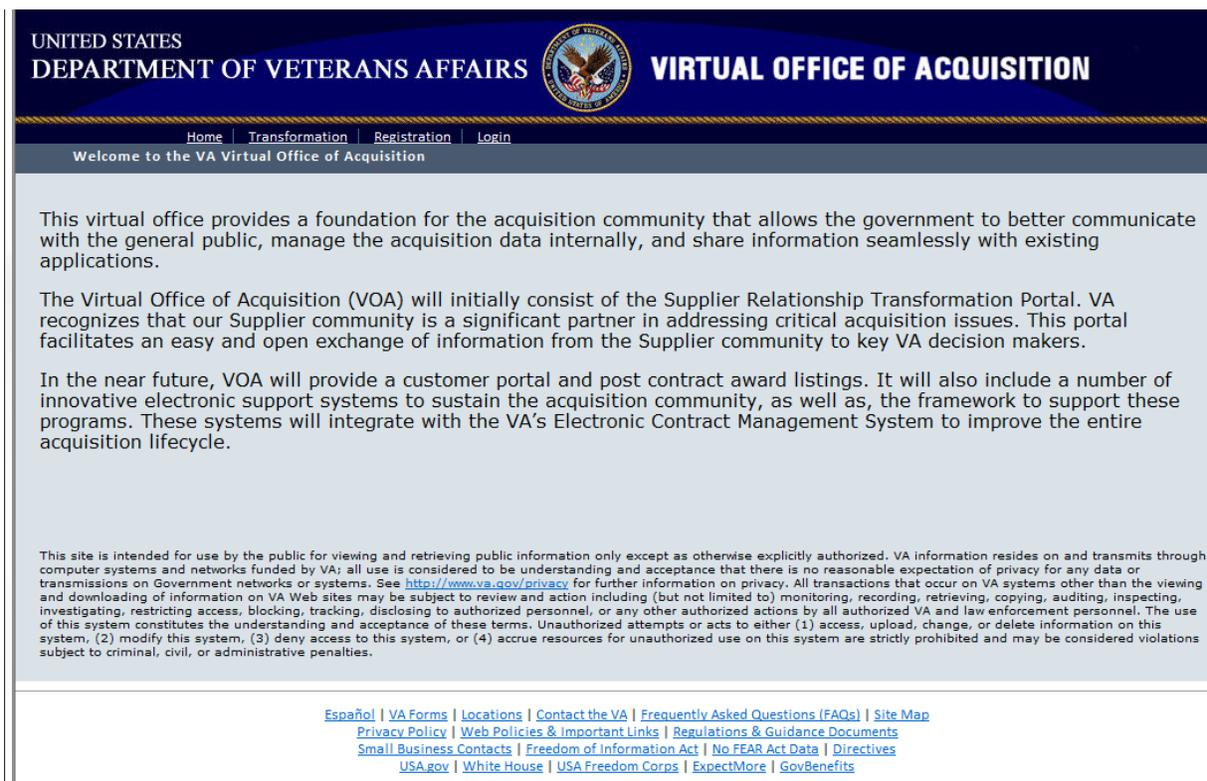 UNITED STATES
DEPARTMENT OF VETERANS AFFAIRS
VIRTUAL OFFICE OF ACQUISITION
Home | Transformation | Registration | Login
Welcome to the VA Virtual Office of Acquisition
This virtual office provides a foundation for the acquisition community that allows the government to better communicate
with the general public, manage the acquisition data internally, and share information seamlessly with existing
applications.
The Virtual Office of Acquisition (VOA) will initially consist of the Supplier Relationship Transformation Portal. VA
recognizes that our Supplier community is a significant partner in addressing critical acquisition issues. This portal
facilitates an easy and open exchange of information from the Supplier community to key VA decision makers.
In the near future, VOA will provide a customer portal and post contract award listings. It will also include a number of
innovative electronic support systems to sustain the acquisition community, as well as, the framework to support these
programs. These systems will integrate with the VA's Electronic Contract Management System to improve the entire
acquisition lifecycle.
This site is intended for use by the public for viewing and retrieving public information only except as otherwise explicitly authorized. VA information resides on and transmits through
computer systems and networks funded by VA; all use is considered to be understanding and acceptance that there is no reasonable expectation of privacy for any data or
transmissions on Government networks or systems. See http://www.va.gov/privacy for further information on privacy. All transactions that occur on VA systems other than the viewing
and downloading of information on VA Web sites may be subject to review and action including (but not limited to) monitoring, recording, retrieving, copying, auditing, inspecting,
investigating, restricting access, blocking, tracking, disclosing to authorized personnel, or any other authorized actions by all authorized VA and law enforcement personnel. The use
of this system constitutes the understanding and acceptance of these terms. Unauthorized attempts or acts to either (1) access, upload, change, or delete information on this
system, (2) modify this system, (3) deny access to this system, or (4) accrue resources for unauthorized use on this system are strictly prohibited and may be considered violations
subject to criminal, civil, or administrative penalties.
Español | VA Forms | Locations | Contact the VA | Frequently Asked Questions (FAQs) | Site Map
Privacy Policy | Web Policies & Important Links | Regulations & Guidance Documents
Small Business Contacts | Freedom of Information Act | No FEAR Act Data | Directives
USA.gov | White House | USA Freedom Corps | ExpectMore | GovBenefits